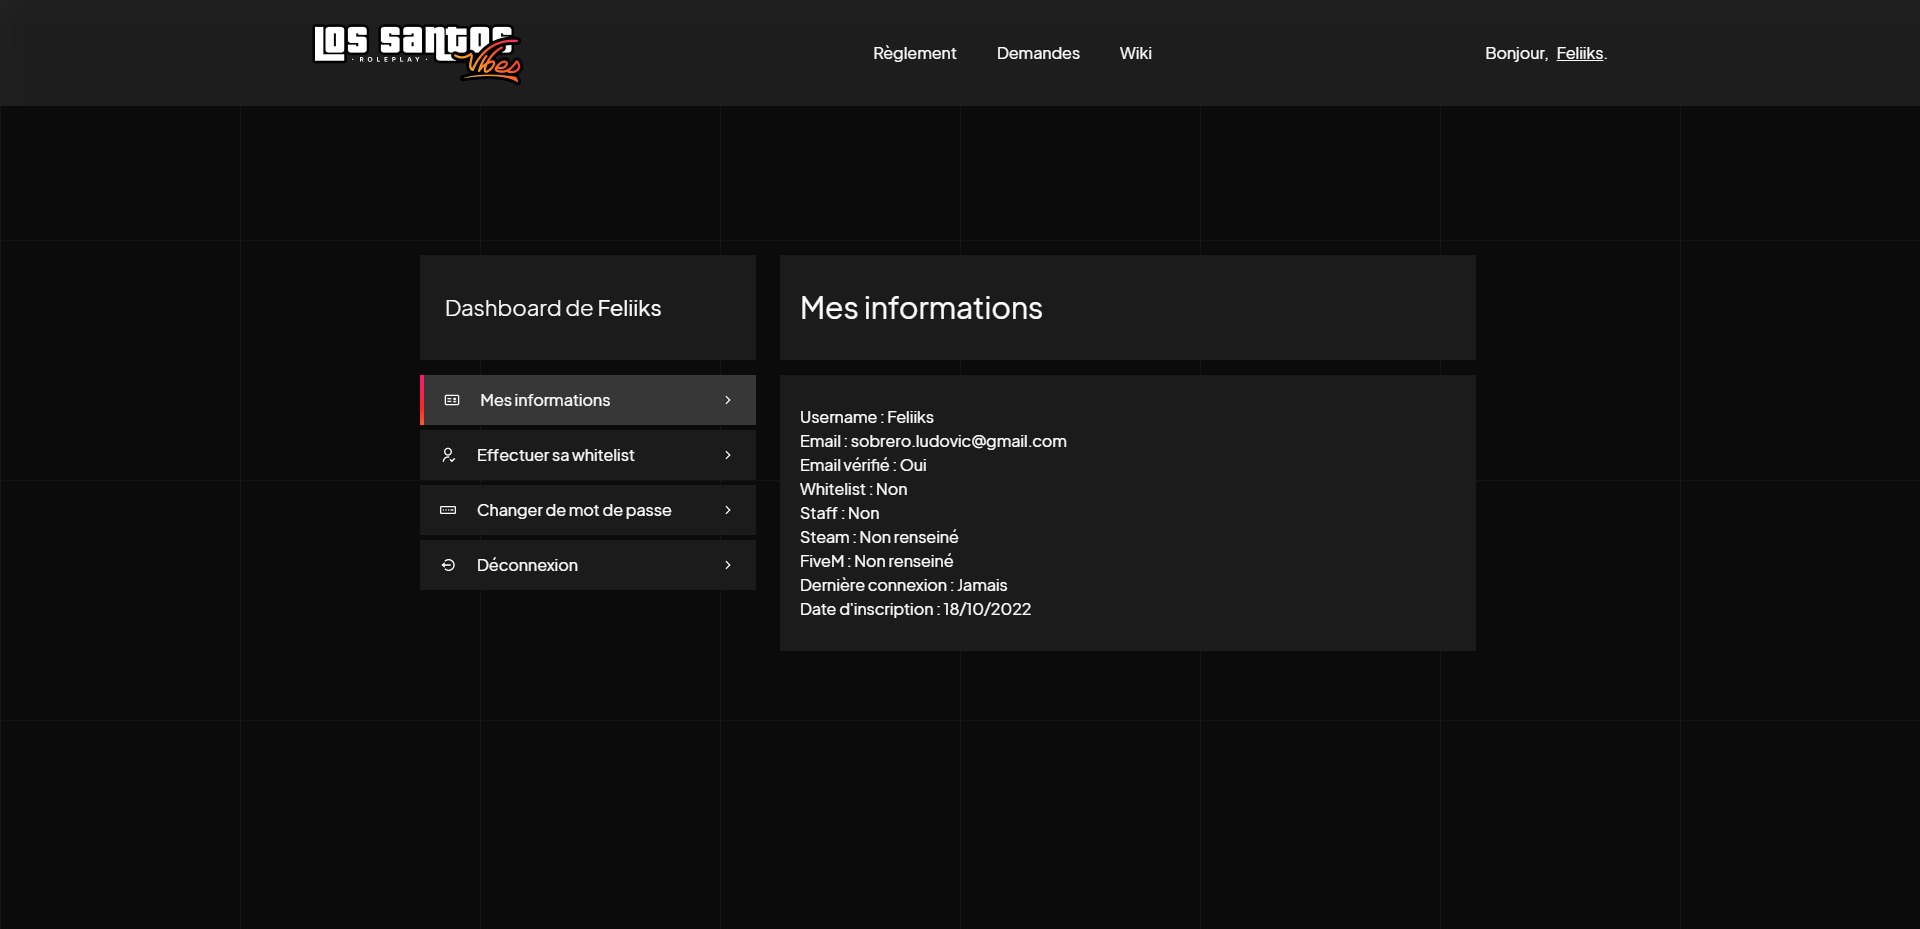 Los santos
· ROLEPLAY ·
Vibes
Règlement
Demandes
Wiki
Bonjour, Feliiks.
Dashboard de Feliiks
Mes informations
Effectuer sa whitelist
Changer de mot de passe
Déconnexion
Mes informations
Username : Feliiks
Email : sobrero.ludovic@gmail.com
Email vérifié : Oui
Whitelist : Non
Staff : Non
Steam : Non renseiné
FiveM : Non renseiné
Dernière connexion : Jamais
Date d'inscription : 18/10/2022